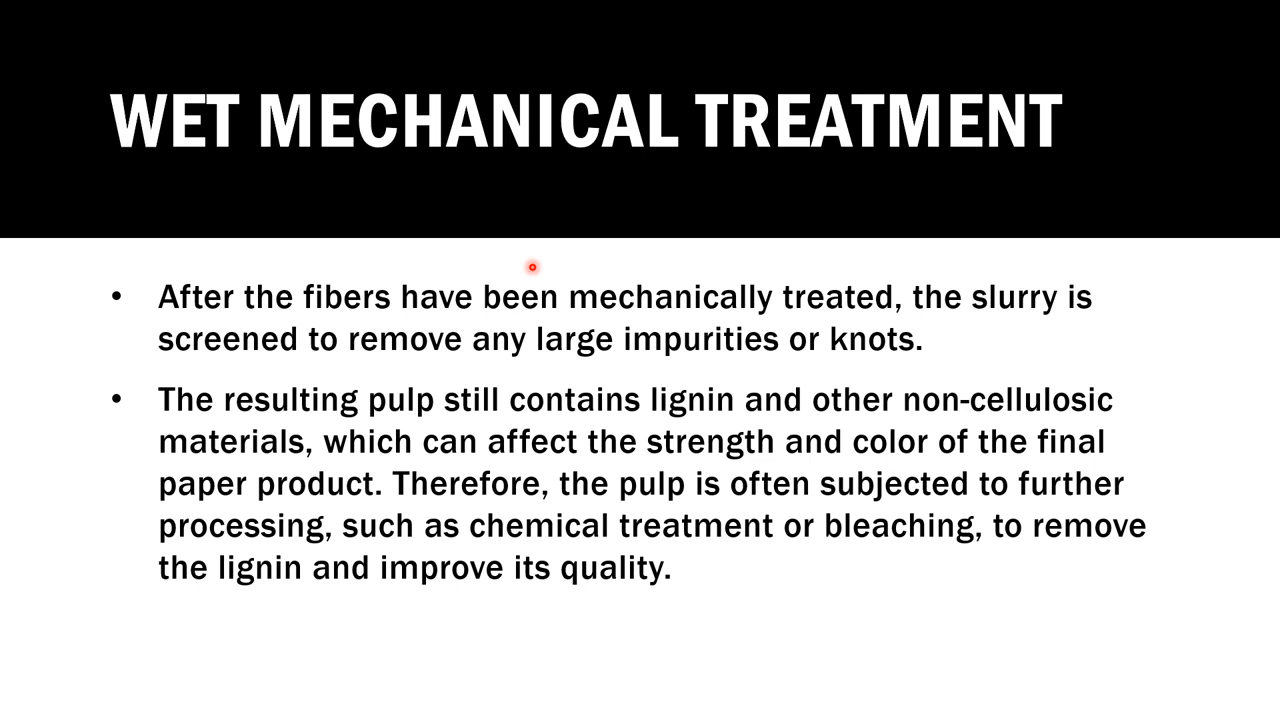 WET MECHANICAL TREATMENT
• After the fibers have been mechanically treated, the slurry is
screened to remove any large impurities or knots.
• The resulting pulp still contains lignin and other non-cellulosic
materials, which can affect the strength and color of the final
paper product. Therefore, the pulp is often subjected to further
processing, such as chemical treatment or bleaching, to remove
the lignin and improve its quality.